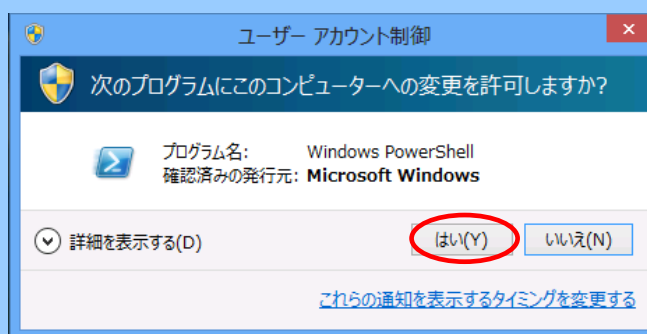 ユーザー アカウント制御
次のプログラムにこのコンピューターへの変更を許可しますか?
プログラム名: Windows PowerShell
確認済みの発行元: Microsoft Windows
詳細を表示する(D)
はい(Y)
いいえ(N)
これらの通知を表示するタイミングを変更する